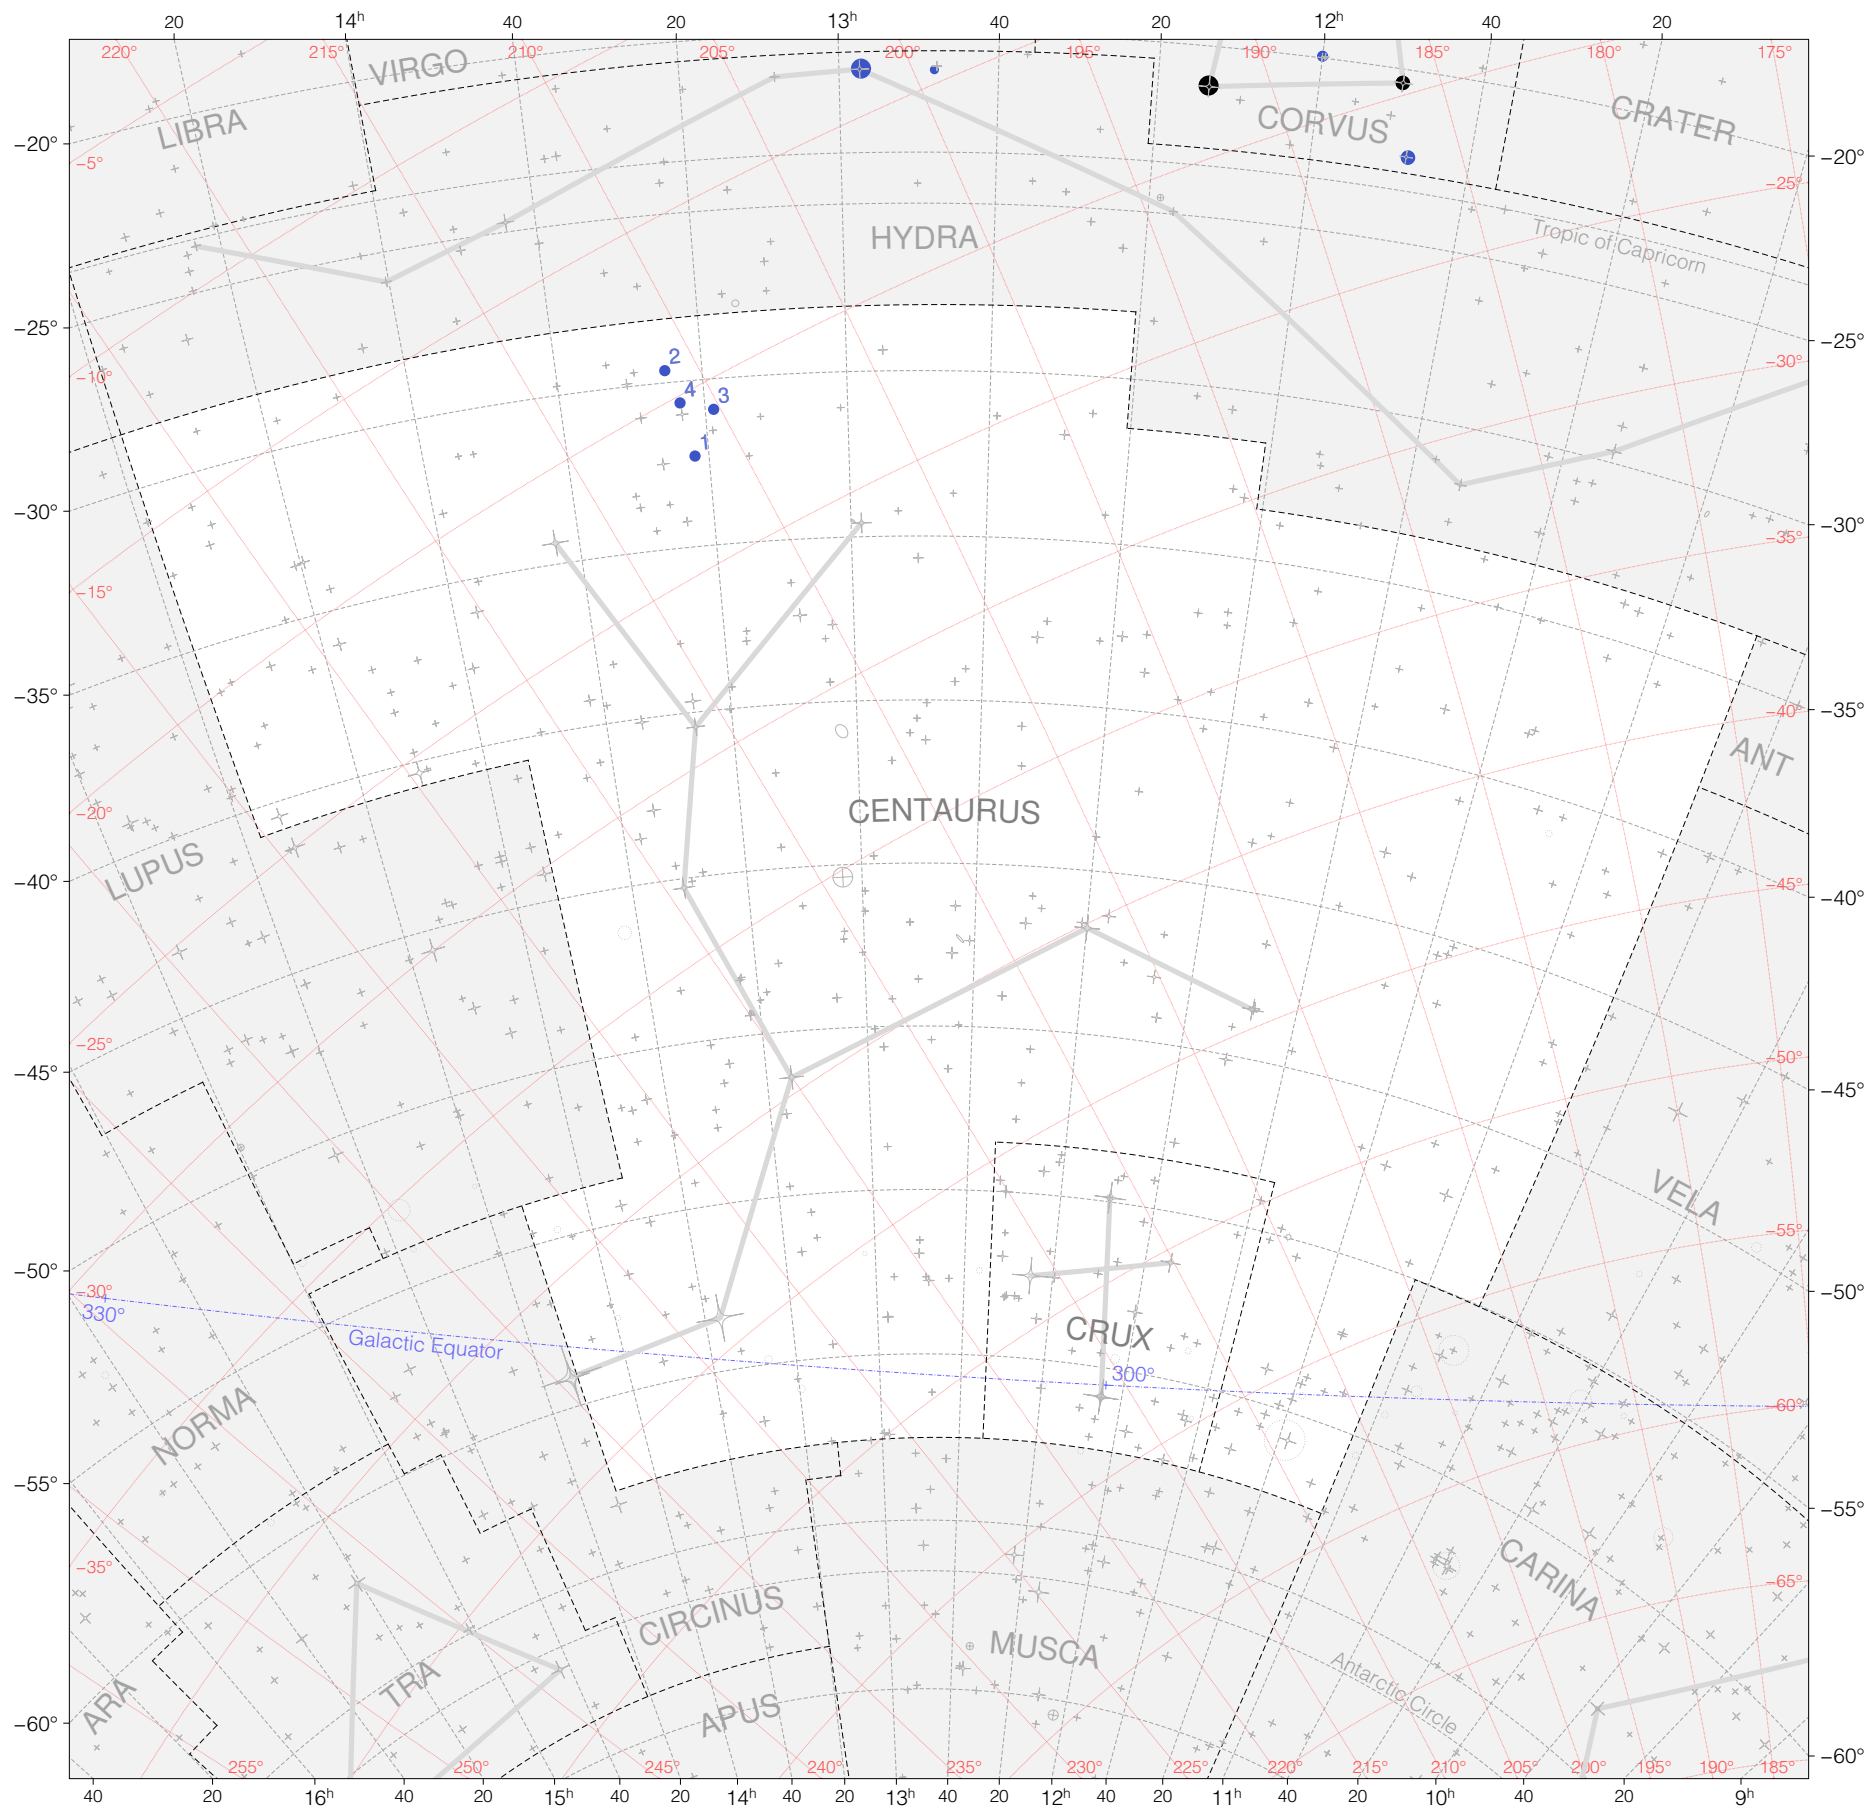 20 14h 40 20 13h 40 20 12h 40 20
220° 215° 210° 205° 200° 195° 190° 185° 180° 175°
VIRGO
LIBRA
CORVUS
CRATER
−20°
−20°
−5°
−25°
HYDRA
Tropic of Capricorn
−25°
−25°
2
−30°
4
3
−10°
1
−30°
−30°
−35°
−15°
−35°
−35°
−40°
ANT
−20°
CENTAURUS
LUPUS
−40°
−45°
−40°
−25°
−50°
−45°
−45°
VELA
−55°
−50°
−30°
−50°
330°
Galactic Equator
CRUX
300°
−60°
NORMA
−55°
−55°
−35°
CARINA
−65°
CIRCINUS
MUSCA
TRA
ARA
APUS
Antarctic Circle
−60°
−60°
255° 250° 245° 240° 235° 230° 225° 220° 215° 210° 205° 200° 190° 185°
40 20 16h 40 20 15h 40 20 14h 40 20 13h 40 20 12h 40 20 11h 40 20 10h 40 20 9h